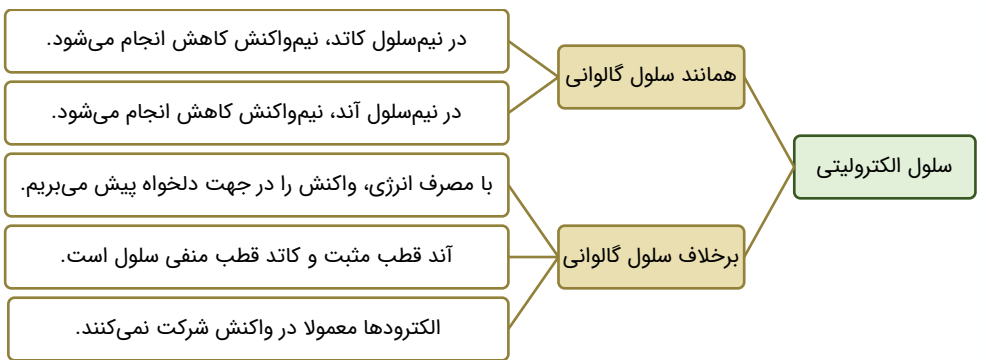 سلول الکترولیتی
همانند سلول گالوانی
در نیم‌سلول کاتد، نیم‌واکنش کاهش انجام می‌شود.
در نیم‌سلول آند، نیم‌واکنش کاهش انجام می‌شود.
برخلاف سلول گالوانی
با مصرف انرژی، واکنش را در جهت دلخواه پیش می‌بریم.
آند قطب مثبت و کاتد قطب منفی سلول است.
الکترودها معمولا در واکنش شرکت نمی‌کنند.